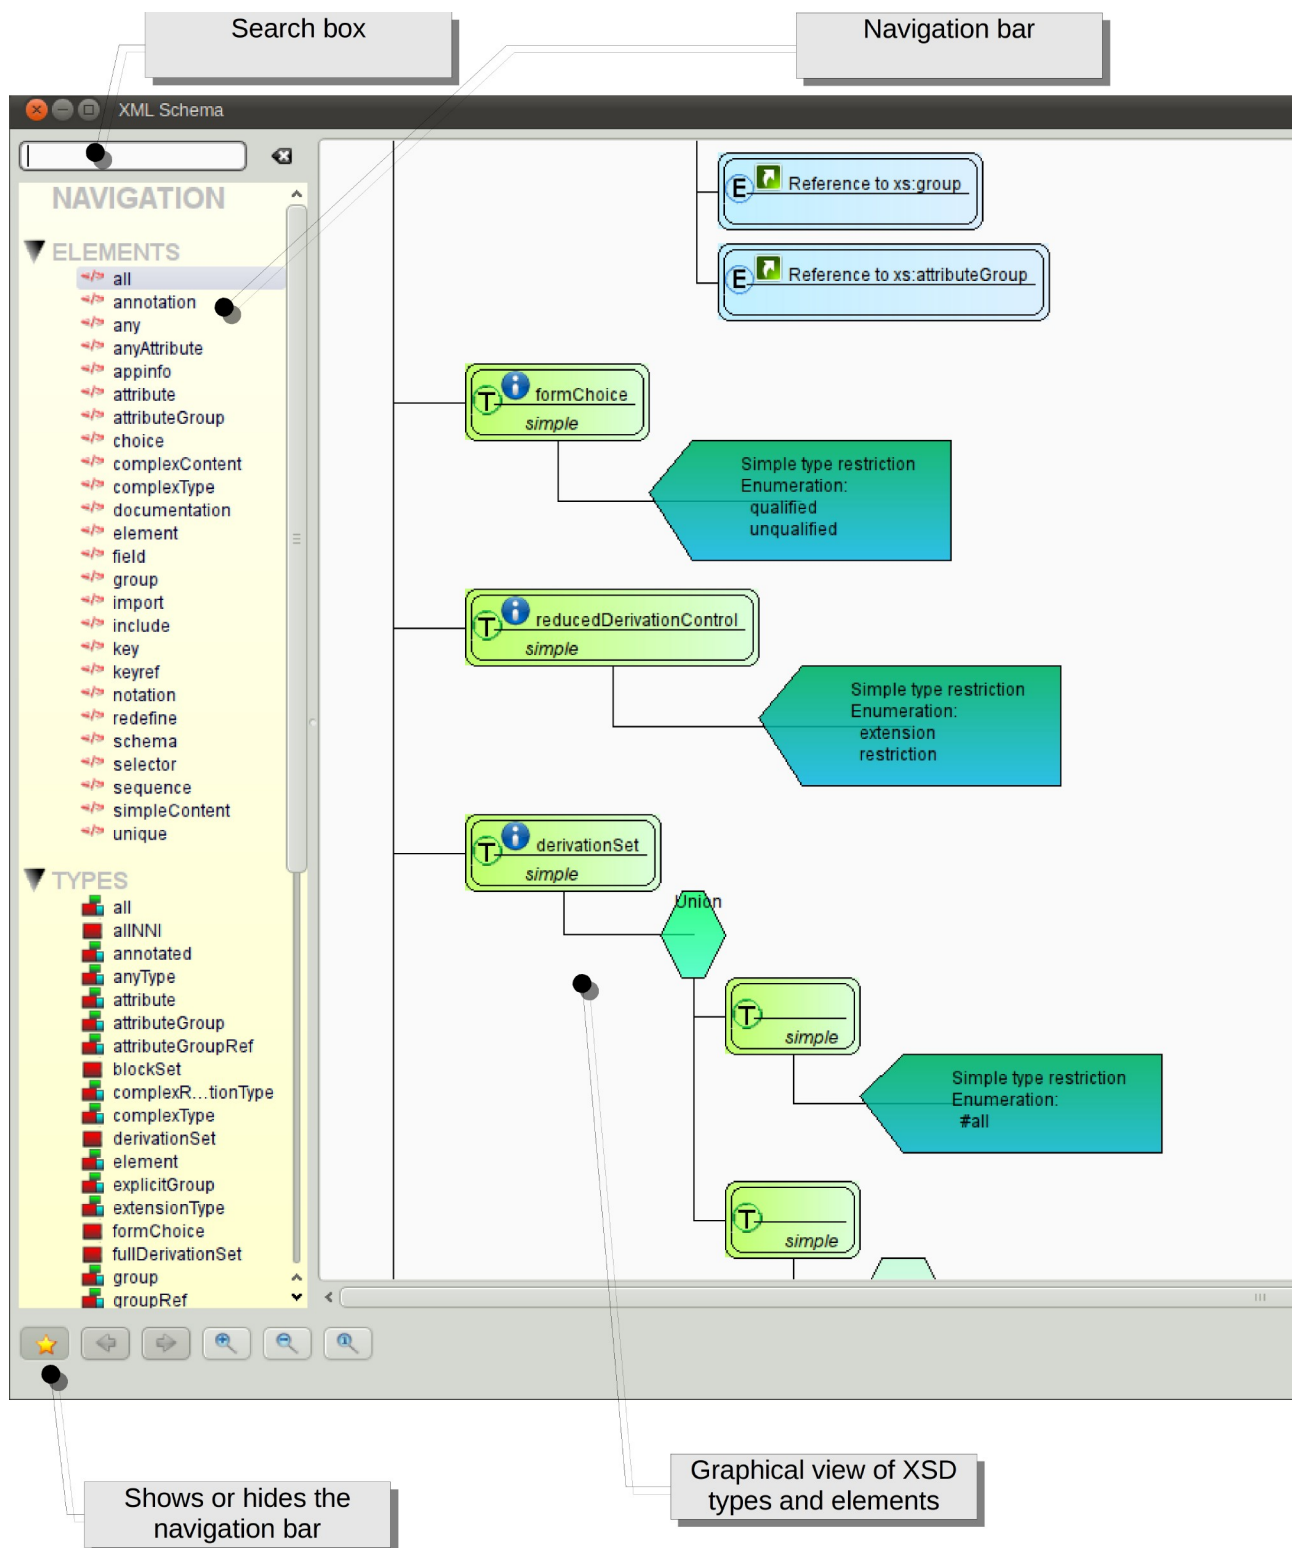 Search box
Navigation bar
XML Schema
NAVIGATION
ELEMENTS
all
annotation
any
anyAttribute
appinfo
attribute
attributeGroup
choice
complexContent
complexType
documentation
element
field
group
import
include
key
keyref
notation
redefine
schema
selector
sequence
simpleContent
unique
TYPES
all
allNNI
annotated
anyType
attribute
attributeGroup
attributeGroupRef
blockSet
complexR...tionType
complexType
derivationSet
element
explicitGroup
extensionType
formChoice
fullDerivationSet
group
groupRef
E Reference to xs:group
E Reference to xs:attributeGroup
T i formChoice
simple
Simple type restriction
Enumeration:
qualified
unqualified
T i reducedDerivationControl
simple
Simple type restriction
Enumeration:
extension
restriction
T i derivationSet
simple
Union
T
simple
Simple type restriction
Enumeration:
#all
T
simple
Shows or hides the
navigation bar
Graphical view of XSD
types and elements